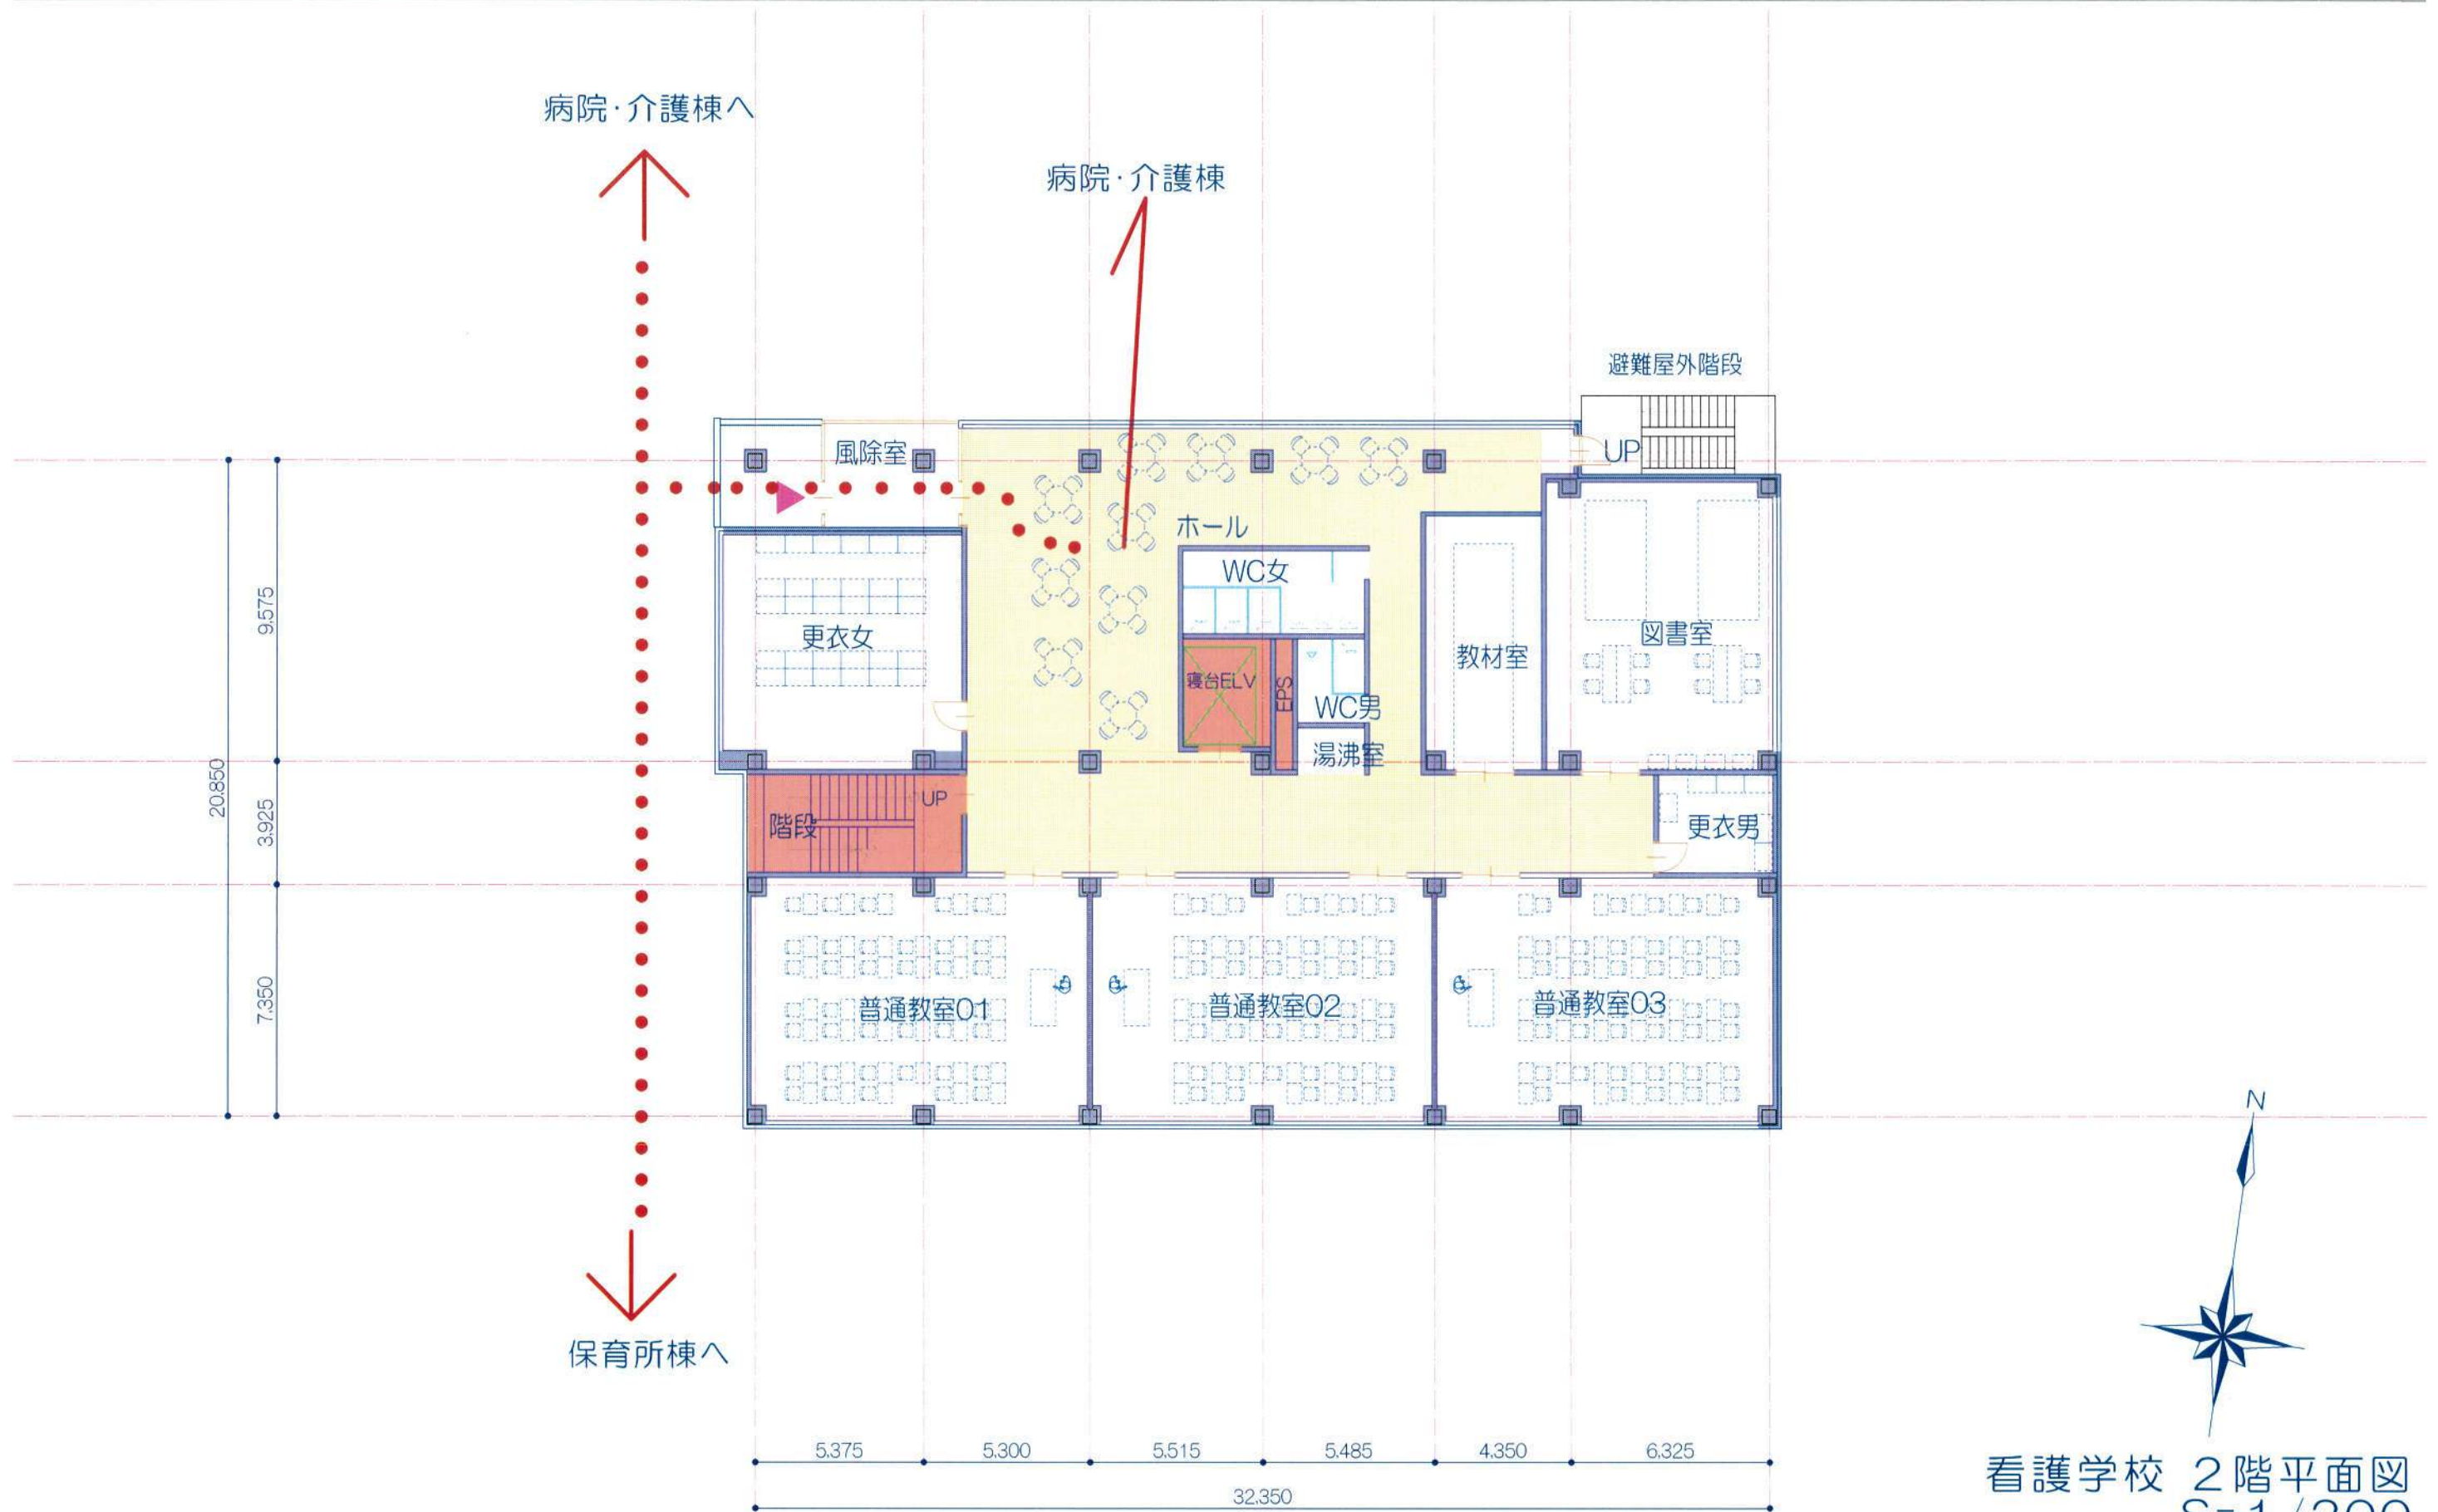 病院・介護棟へ
病院・介護棟
避難屋外階段
風除室
UP
ホール
WC女
更衣女
教材室
図書室
寝台ELV
EPS
WC男
湯沸室
UP
階段
更衣男
普通教室01
普通教室02
普通教室03
9.575
3.925
7.350
20.850
保育所棟へ
N
5.375
5.300
5.515
5.485
4.350
6.325
32.350
看護学校 2階平面図
S=1/200